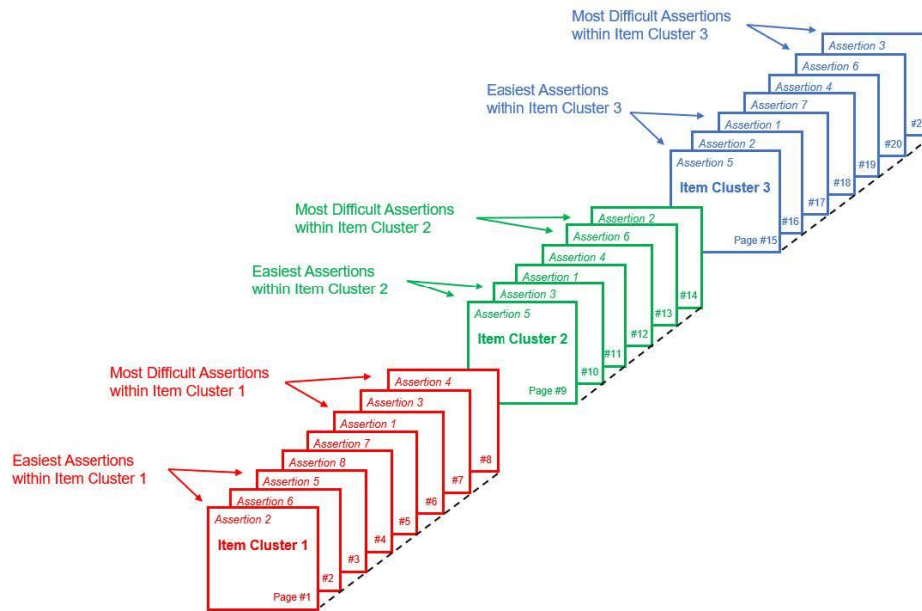 Most Difficult Assertions
within Item Cluster 3
Assertion 3
Assertion 6
Assertion 4
Easiest Assertions
within Item Cluster 3
Assertion 7
Assertion 1
Assertion 2
Assertion 5
Item Cluster 3
Page #15
#16
#17
#18
#19
#20
Most Difficult Assertions
within Item Cluster 2
Assertion 2
Assertion 6
Assertion 4
Easiest Assertions
within Item Cluster 2
Assertion 1
Assertion 3
Assertion 5
Item Cluster 2
Page #9
#10
#11
#12
#13
#14
Most Difficult Assertions
within Item Cluster 1
Assertion 4
Assertion 3
Assertion 1
Assertion 7
Easiest Assertions
within Item Cluster 1
Assertion 8
Assertion 5
Assertion 6
Assertion 2
Item Cluster 1
Page #1
#2
#3
#4
#5
#6
#7
#8